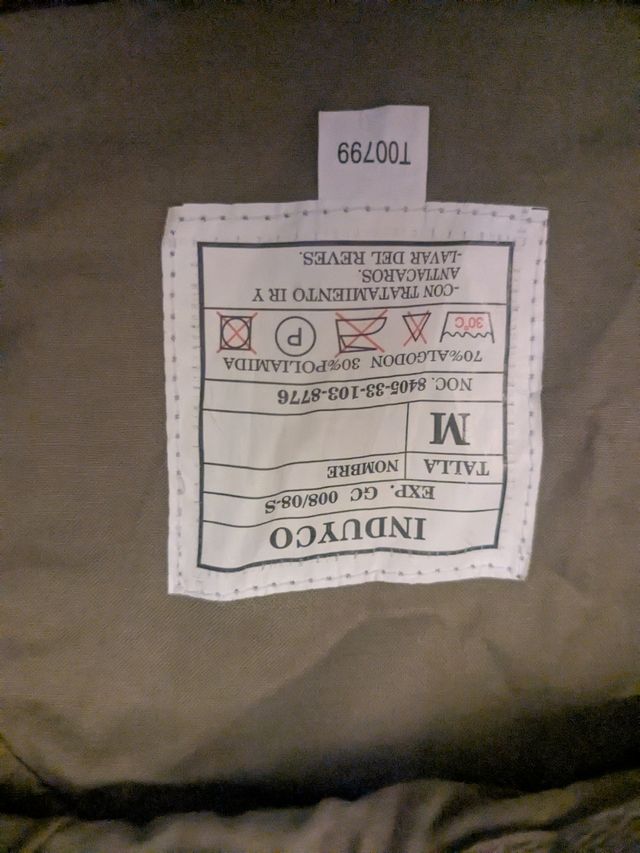 INDUYCO
EXP. GC 008/08-S
TALLA NOMBRE
M
NOC. 8405-33-103-8776
70%ALGODON 30%POLIAMIDA
30°C P
-CON TRATAMIENTO IR Y
ANTIACAROS.
-LAVAR DEL REVES.
T00799